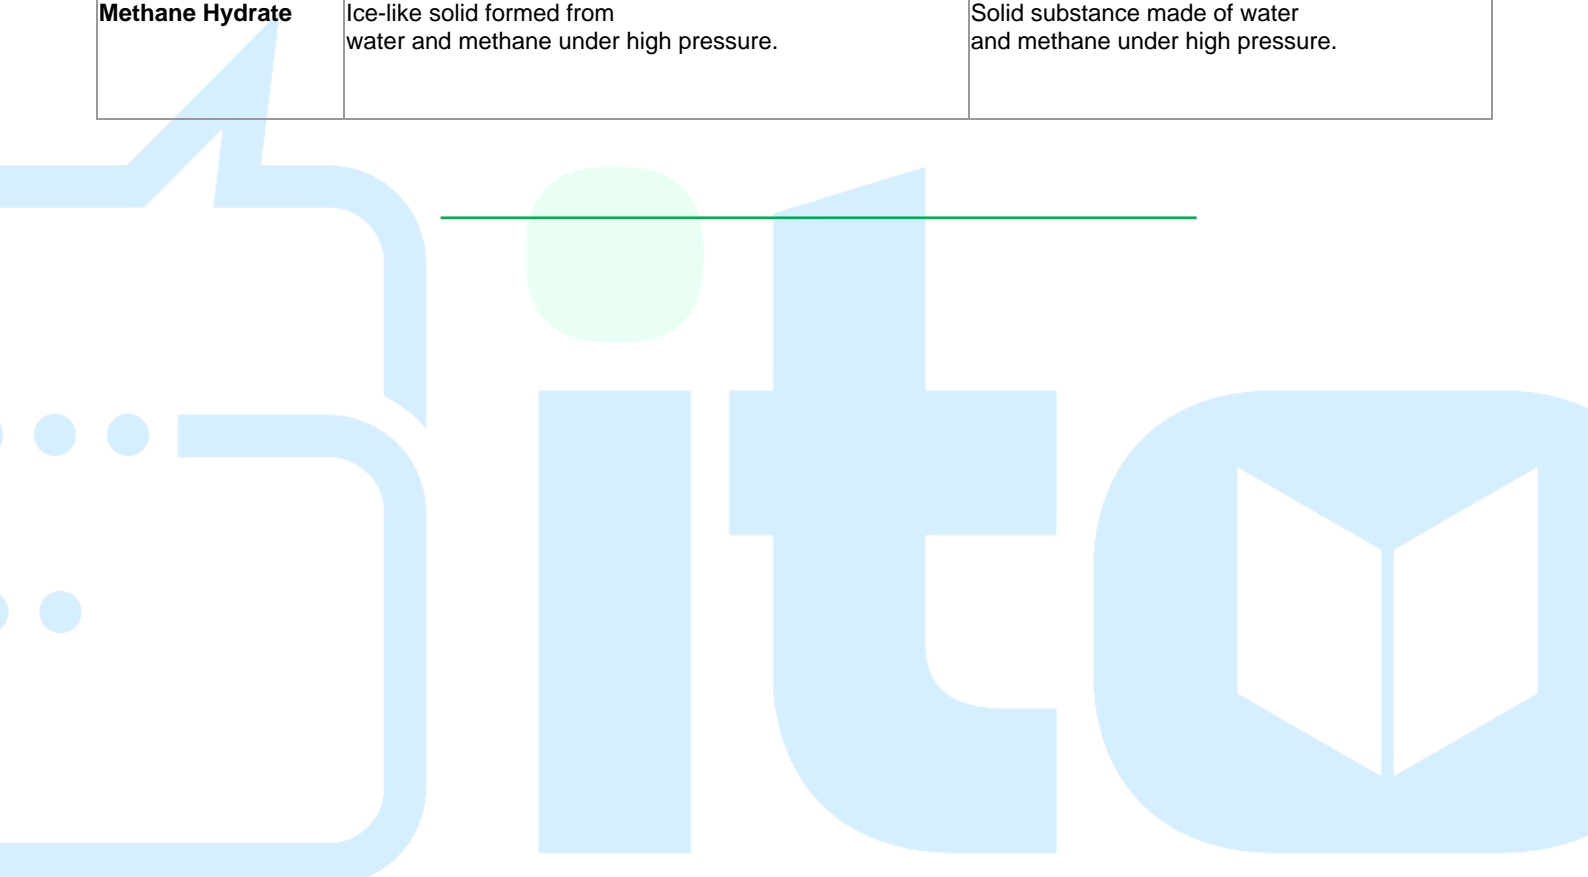 Methane Hydrate
Ice-like solid formed from
water and methane under high pressure.
Solid substance made of water
and methane under high pressure.
ito